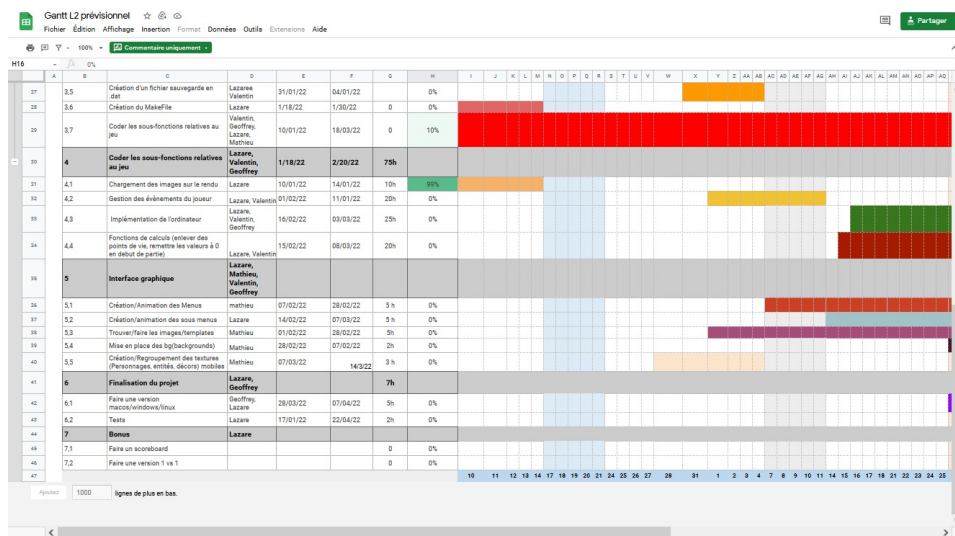 Gantt L2 prévisionnel
Fichier Édition Affichage Insertion Format Données Outils Extensions Aide
Partager
100% Commentaire uniquement
H16 fx 0%
A B C D E F G H I J K L M N O P Q R S T U V W X Y Z AA AB AC AD AE AF AG AH AI AJ AK AL AM AN AO AP AQ
27 3,5 Création d'un fichier sauvegarde en .dat Lazaree Valentin 31/01/22 04/01/22 0%
28 3,6 Création du MakeFile Lazare 1/18/22 1/30/22 0 0%
29 3,7 Coder les sous-fonctions relatives au jeu Valentin, Geoffrey, Lazare, Mathieu 10/01/22 18/03/22 0 10%
30 4 Coder les sous-fonctions relatives au jeu Lazare, Valentin, Geoffrey 1/18/22 2/20/22 75h
31 4,1 Chargement des images sur le rendu Lazare 10/01/22 14/01/22 10h 99%
32 4,2 Gestion des évènements du joueur Lazare, Valentin 01/02/22 11/01/22 20h 0%
33 4,3 Implémentation de l'ordinateur Lazare, Valentin, Geoffrey 16/02/22 03/03/22 25h 0%
34 4,4 Fonctions de calculs (enlever des points de vie, remettre les valeurs à 0 en debut de partie) Lazare, Valentin 15/02/22 08/03/22 20h 0%
35 5 Interface graphique Lazare, Mathieu, Valentin, Geoffrey
36 5,1 Création/Animation des Menus mathieu 07/02/22 28/02/22 5 h 0%
37 5,2 Création/animation des sous menus Lazare 14/02/22 07/03/22 5 h 0%
38 5,3 Trouver/faire les images/templates Mathieu 01/02/22 28/02/22 5h 0%
39 5,4 Mise en place des bg(backgrounds) Mathieu 28/02/22 07/02/22 2h 0%
40 5,5 Création/Regroupement des textures (Personnages, entités, décors) mobiles Mathieu 07/03/22 14/3/22 3 h 0%
41 6 Finalisation du projet Lazare, Geoffrey 7h
42 6,1 Faire une version macos/windows/linux Geoffrey, Lazare 28/03/22 07/04/22 5h 0%
43 6,2 Tests Lazare 17/01/22 22/04/22 2h 0%
44 7 Bonus Lazare
45 7,1 Faire un scoreboard 0 0%
46 7,2 Faire une version 1 vs 1 0 0%
47 10 11 12 13 14 17 18 19 20 21 24 25 26 27 28 31 1 2 3 4 7 8 9 10 11 14 15 16 17 18 21 22 23 24 25
Ajoutez 1000 lignes de plus en bas.